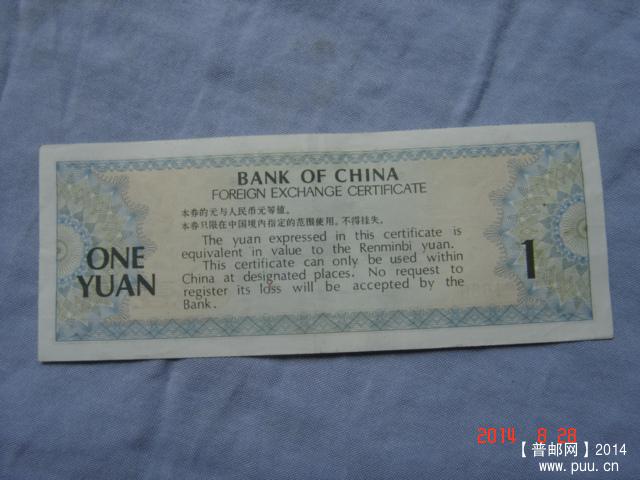 BANK OF CHINA
FOREIGN EXCHANGE CERTIFICATE
本券的元与人民币元等值。
本券只限在中国境内指定的范围使用,不得挂失。
The yuan expressed in this certificate is
equivalent in value to the Renminbi yuan.
This certificate can only be used within
China at designated places. No request to
register its loss will be accepted by the
Bank.
ONE
YUAN
1
2014 8 28
【普邮网】2014
www.puu.cn